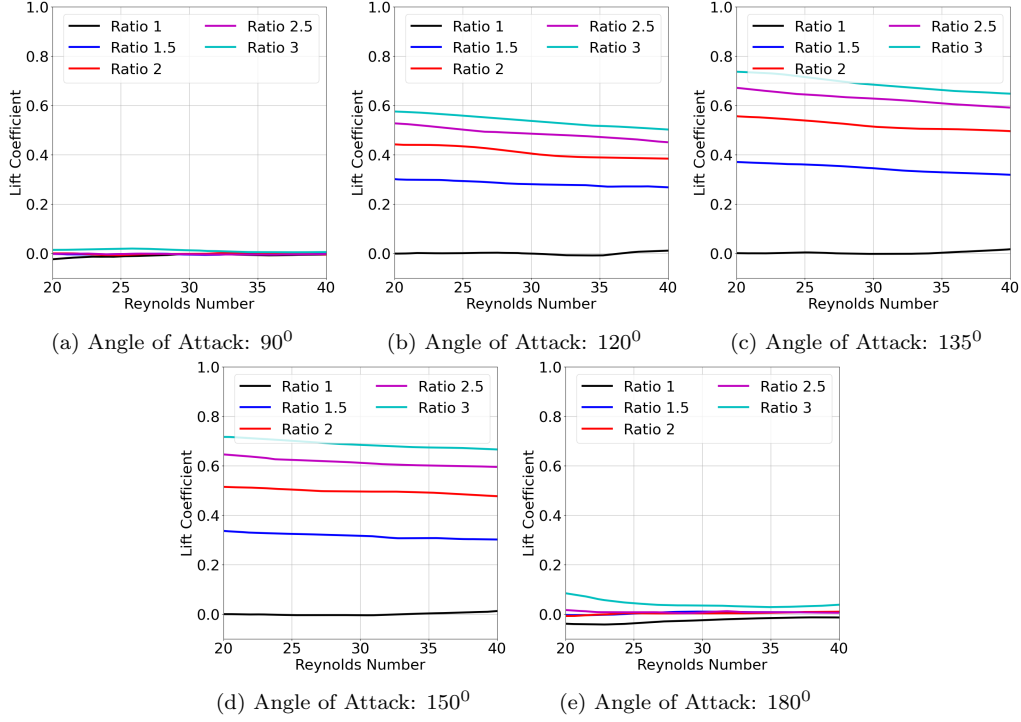 1.0
0.8
0.6
0.4
0.2
0.0
Lift Coefficient
Ratio 1
Ratio 1.5
Ratio 2
Ratio 2.5
Ratio 3
20 25 30 35 40
Reynolds Number
(a) Angle of Attack: 90⁰
1.0
0.8
0.6
0.4
0.2
0.0
Lift Coefficient
Ratio 1
Ratio 1.5
Ratio 2
Ratio 2.5
Ratio 3
20 25 30 35 40
Reynolds Number
(b) Angle of Attack: 120⁰
1.0
0.8
0.6
0.4
0.2
0.0
Lift Coefficient
Ratio 1
Ratio 1.5
Ratio 2
Ratio 2.5
Ratio 3
20 25 30 35 40
Reynolds Number
(c) Angle of Attack: 135⁰
1.0
0.8
0.6
0.4
0.2
0.0
Lift Coefficient
Ratio 1
Ratio 1.5
Ratio 2
Ratio 2.5
Ratio 3
20 25 30 35 40
Reynolds Number
(d) Angle of Attack: 150⁰
1.0
0.8
0.6
0.4
0.2
0.0
Lift Coefficient
Ratio 1
Ratio 1.5
Ratio 2
Ratio 2.5
Ratio 3
20 25 30 35 40
Reynolds Number
(e) Angle of Attack: 180⁰